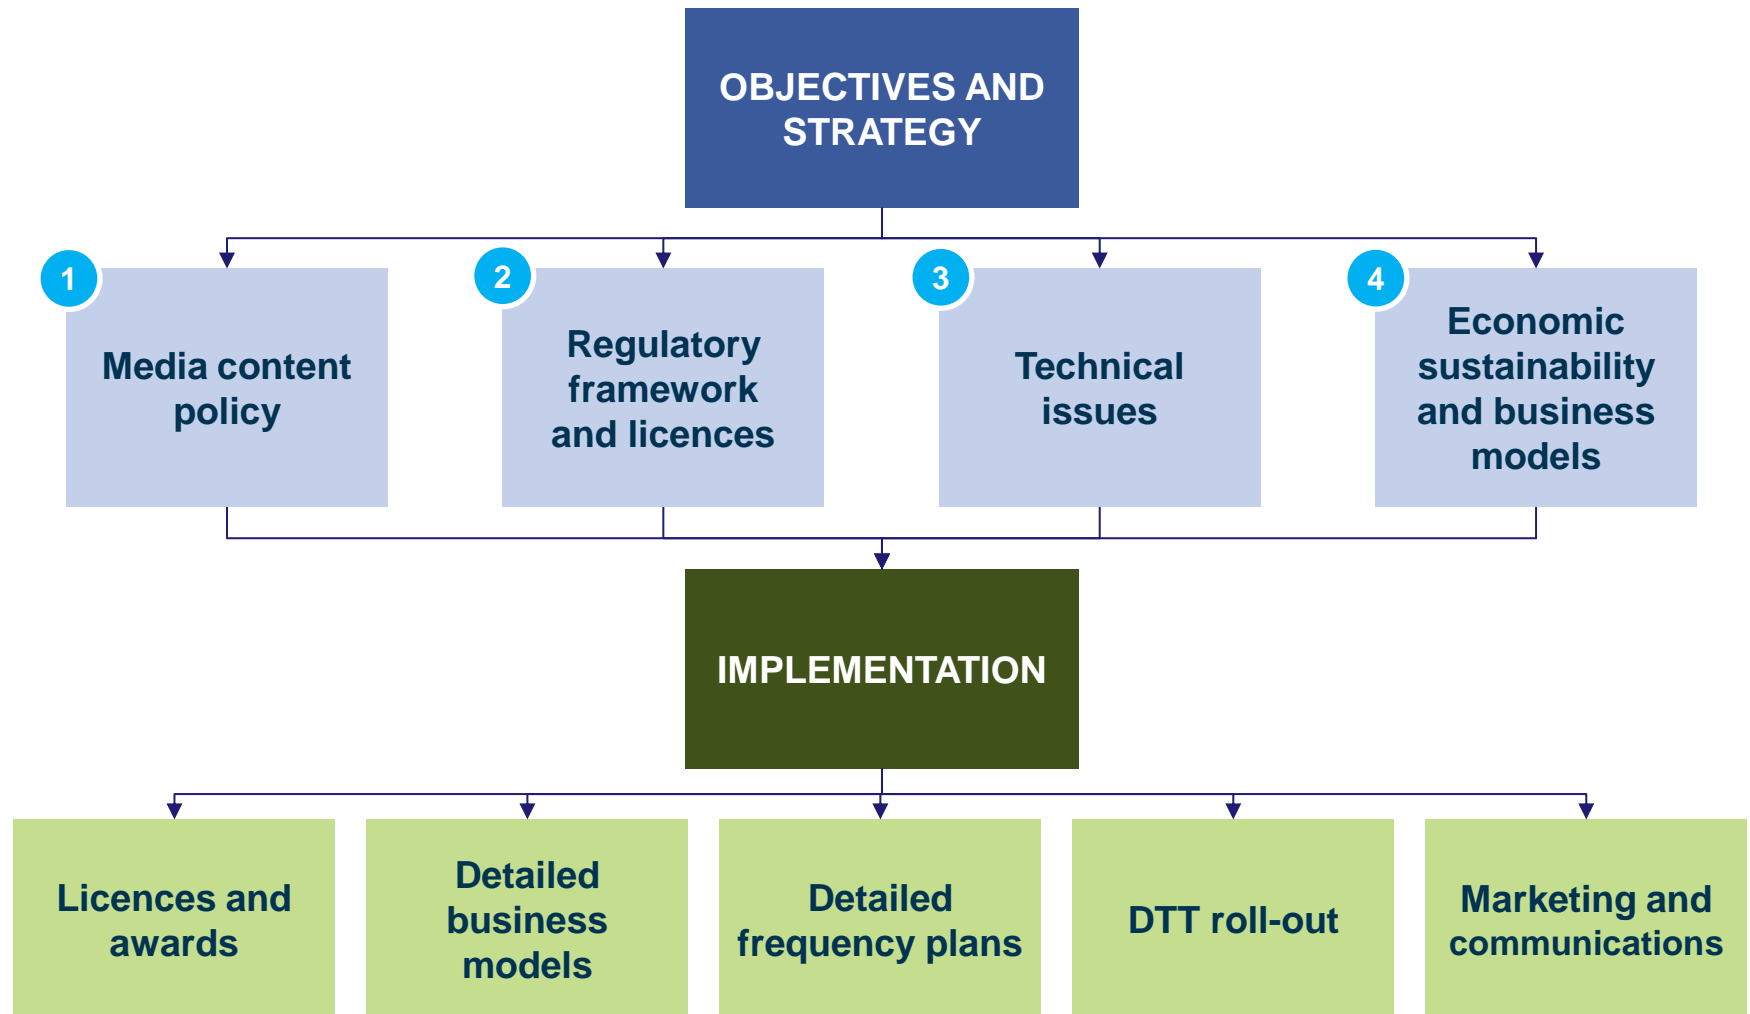 OBJECTIVES AND
STRATEGY
1
Media content
policy
2
Regulatory
framework
and licences
3
Technical
issues
4
Economic
sustainability
and business
models
IMPLEMENTATION
Licences and
awards
Detailed
business
models
Detailed
frequency plans
DTT roll-out
Marketing and
communications